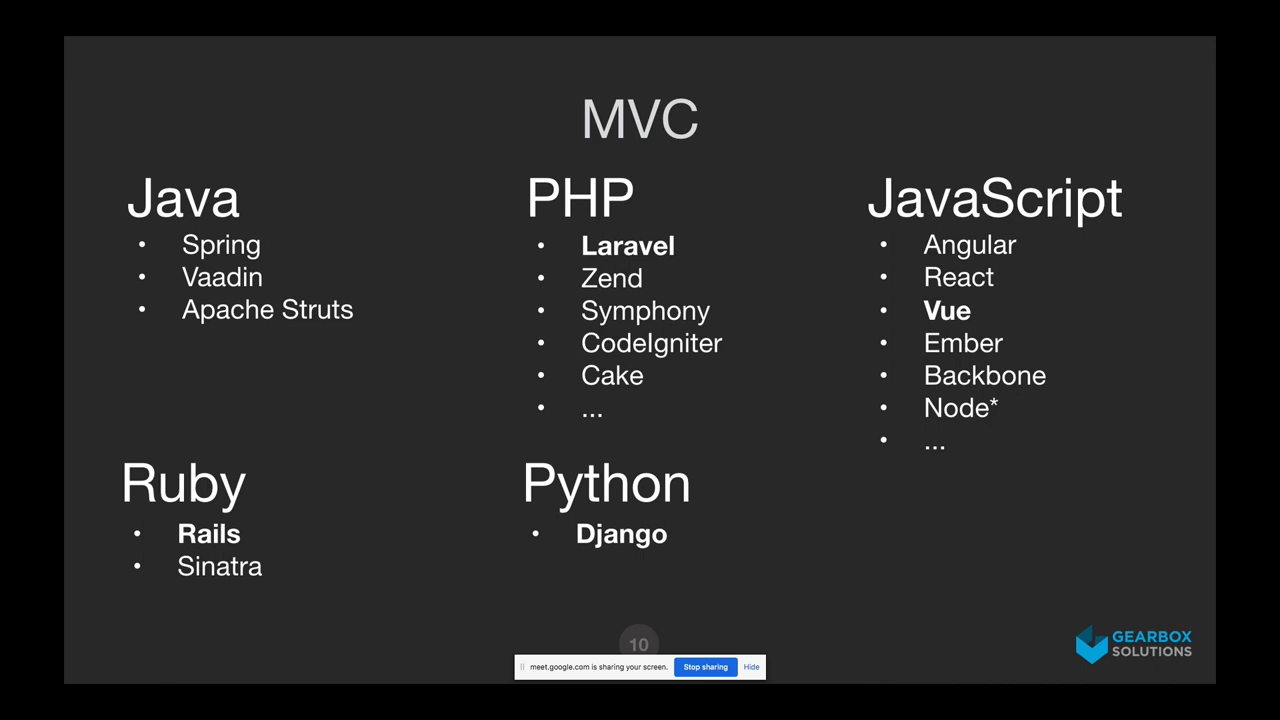 MVC
Java
• Spring
• Vaadin
• Apache Struts
PHP
• Laravel
• Zend
• Symphony
• CodeIgniter
• Cake
• ...
JavaScript
• Angular
• React
• Vue
• Ember
• Backbone
• Node*
• ...
Ruby
• Rails
• Sinatra
Python
• Django
10
GEARBOX
SOLUTIONS
meet.google.com is sharing your screen. Stop sharing Hide